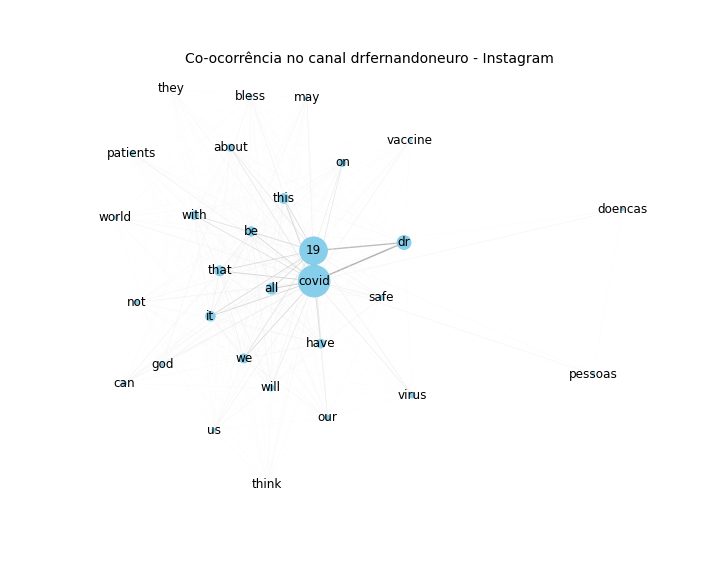 Co-ocorrência no canal drfernandoneuro - Instagram
they
bless
may
vaccine
about
patients
on
this
doencas
with
world
be
dr
19
that
covid
all
safe
not
it
have
we
god
pessoas
can
will
virus
our
us
think